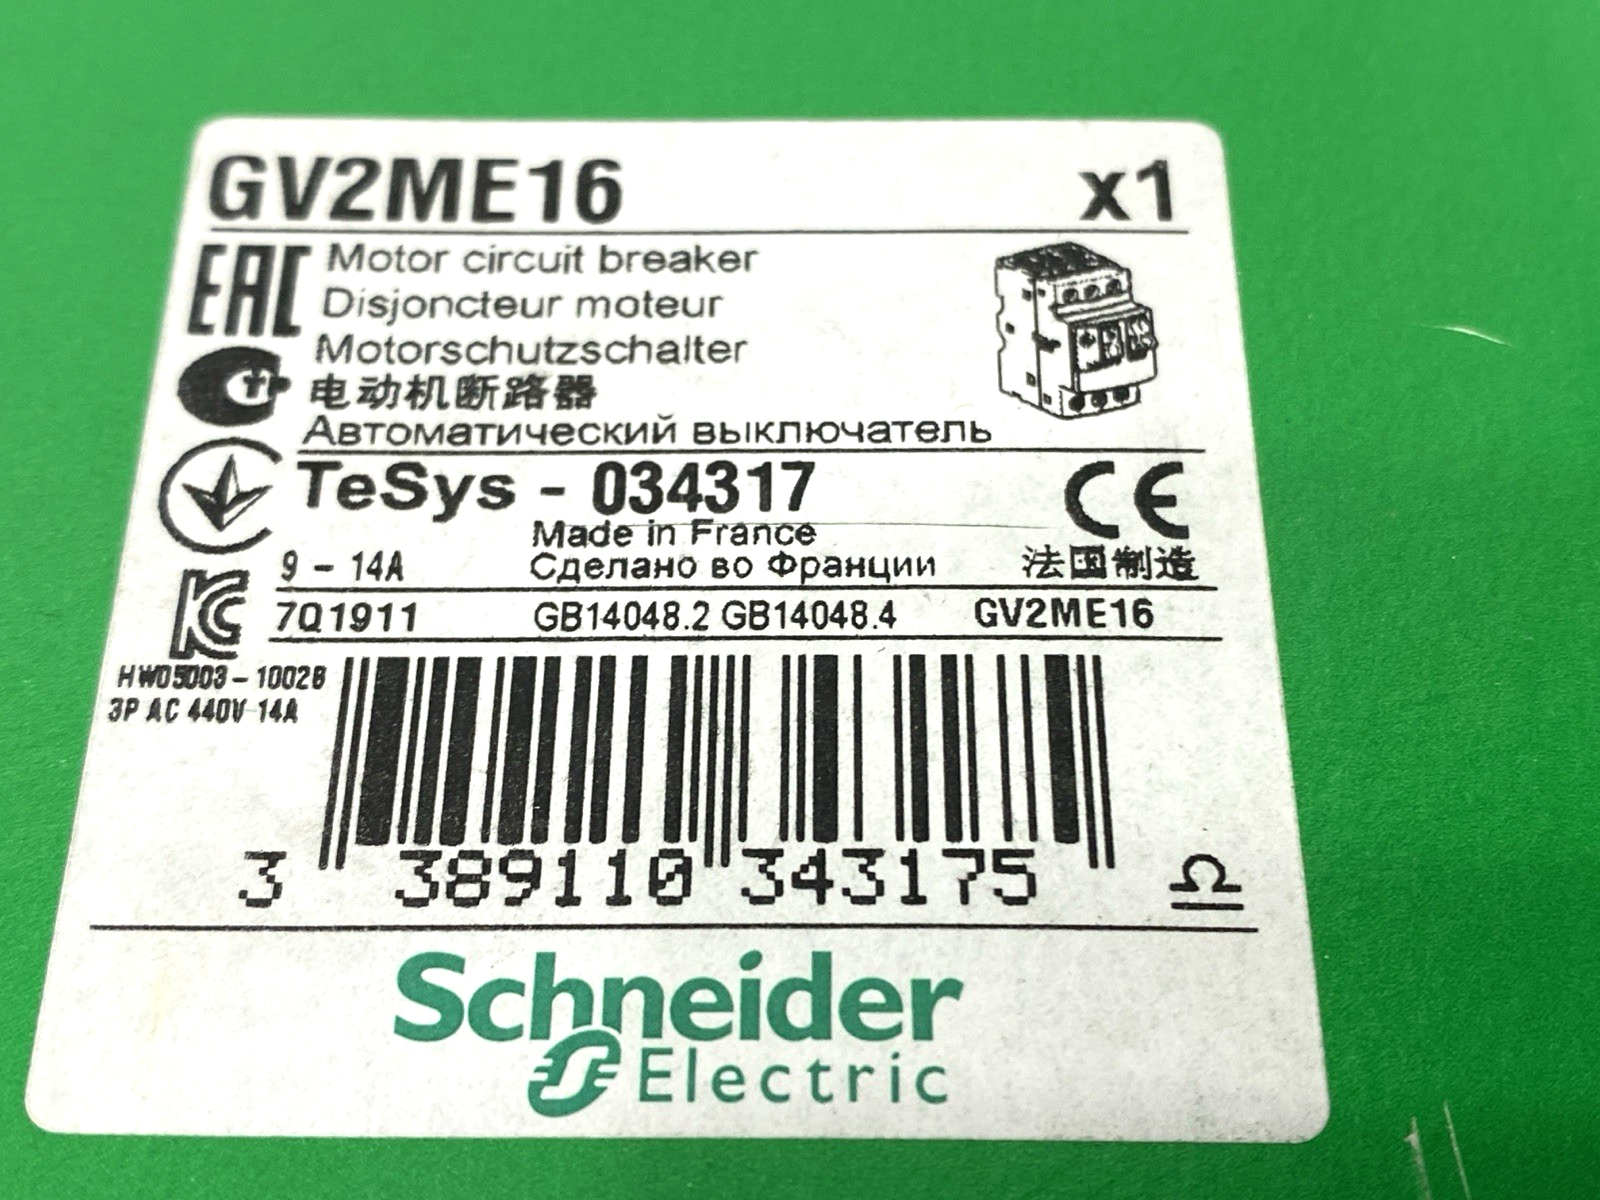 GV2ME16 x1
EAC Motor circuit breaker
Disjoncteur moteur
Motorschutzschalter
电动机断路器
Автоматический выключатель
TeSys - 034317 CE
Made in France
9 - 14A Сделано во Франции 法国制造
7Q1911 GB14048.2 GB14048.4 GV2ME16
HW05003-10028
3P AC 440V 14A
3 389110 343175
Schneider
Electric